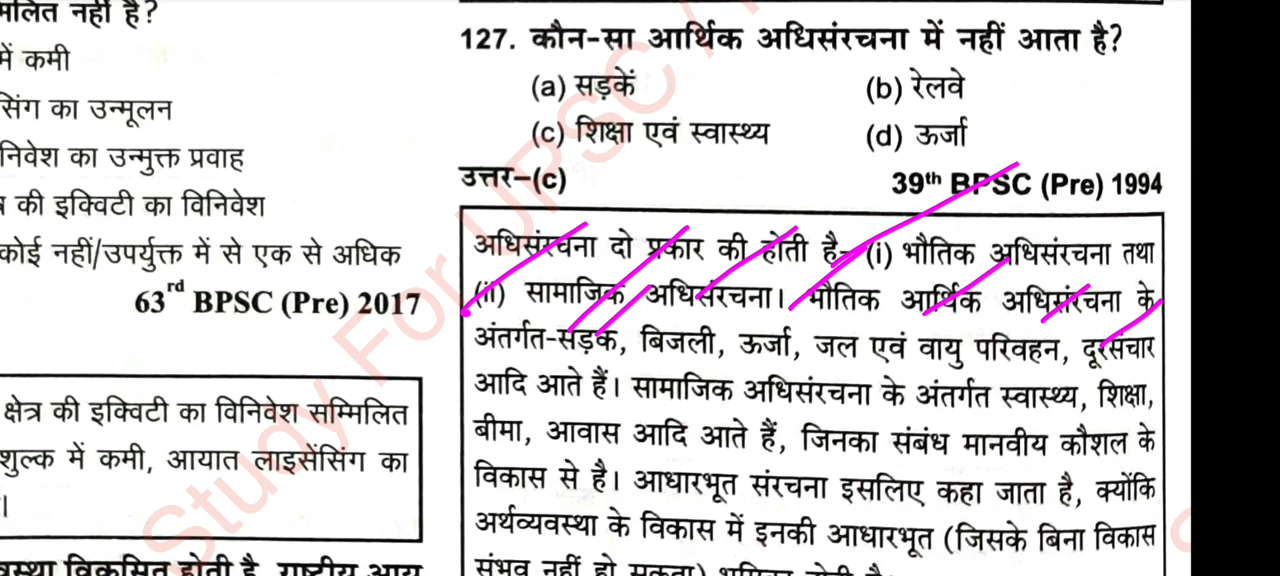 मलित नहीं है?
में कमी
सिंग का उन्मूलन
निवेश का उन्मुक्त प्रवाह
की इक्विटी का विनिवेश
कोई नहीं/उपर्युक्त में से एक से अधिक
63rd BPSC (Pre) 2017
क्षेत्र की इक्विटी का विनिवेश सम्मिलित
शुल्क में कमी, आयात लाइसेंसिंग का
।
127. कौन-सा आर्थिक अधिसंरचना में नहीं आता है?
(a) सड़कें (b) रेलवे
(c) शिक्षा एवं स्वास्थ्य (d) ऊर्जा
उत्तर–(c) 39th BPSC (Pre) 1994
अधिसंरचना दो प्रकार की होती है– (i) भौतिक अधिसंरचना तथा
(ii) सामाजिक अधिसंरचना। भौतिक आर्थिक अधिसंरचना के
अंतर्गत-सड़क, बिजली, ऊर्जा, जल एवं वायु परिवहन, दूरसंचार
आदि आते हैं। सामाजिक अधिसंरचना के अंतर्गत स्वास्थ्य, शिक्षा,
बीमा, आवास आदि आते हैं, जिनका संबंध मानवीय कौशल के
विकास से है। आधारभूत संरचना इसलिए कहा जाता है, क्योंकि
अर्थव्यवस्था के विकास में इनकी आधारभूत (जिसके बिना विकास
संभव नहीं हो सकता)
Study For UPSC